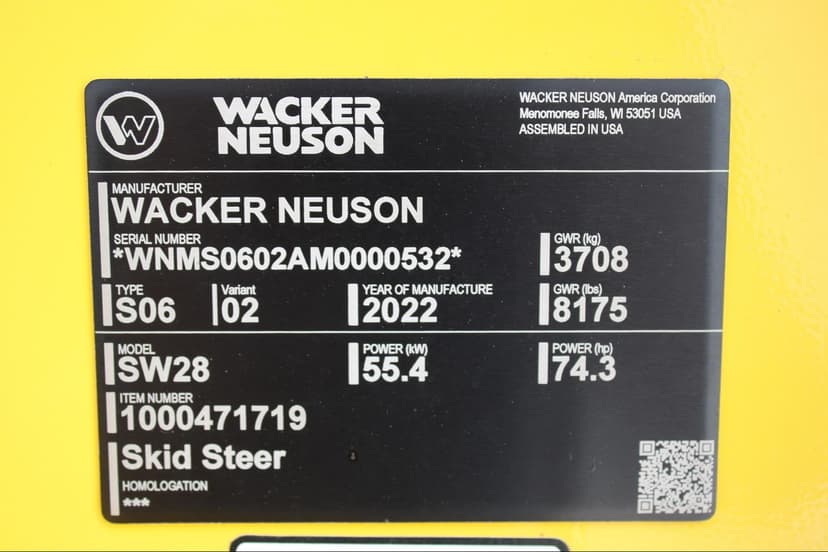 W
WACKER
NEUSON
WACKER NEUSON America Corporation
Menomonee Falls, WI 53051 USA
ASSEMBLED IN USA
MANUFACTURER
WACKER NEUSON
SERIAL NUMBER
*WNMS0602AM0000532*
GWR (kg)
3708
TYPE
S06
Variant
02
YEAR OF MANUFACTURE
2022
GWR (lbs)
8175
MODEL
SW28
POWER (kW)
55.4
POWER (hp)
74.3
ITEM NUMBER
1000471719
Skid Steer
HOMOLOGATION
***